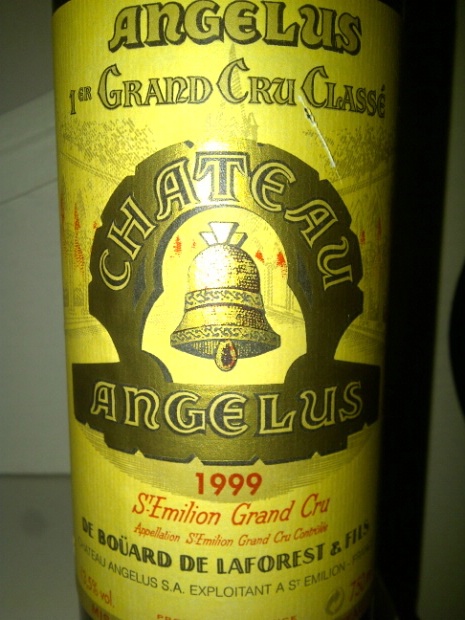 ANGELUS
1ER GRAND CRU CLASSÉ
CHATEAU
ANGELUS
1999
St Emilion Grand Cru
Appellation St Emilion Grand Cru Contrôlée
DE BOÜARD DE LAFOREST & FILS
CHATEAU ANGELUS S.A. EXPLOITANT A ST EMILION